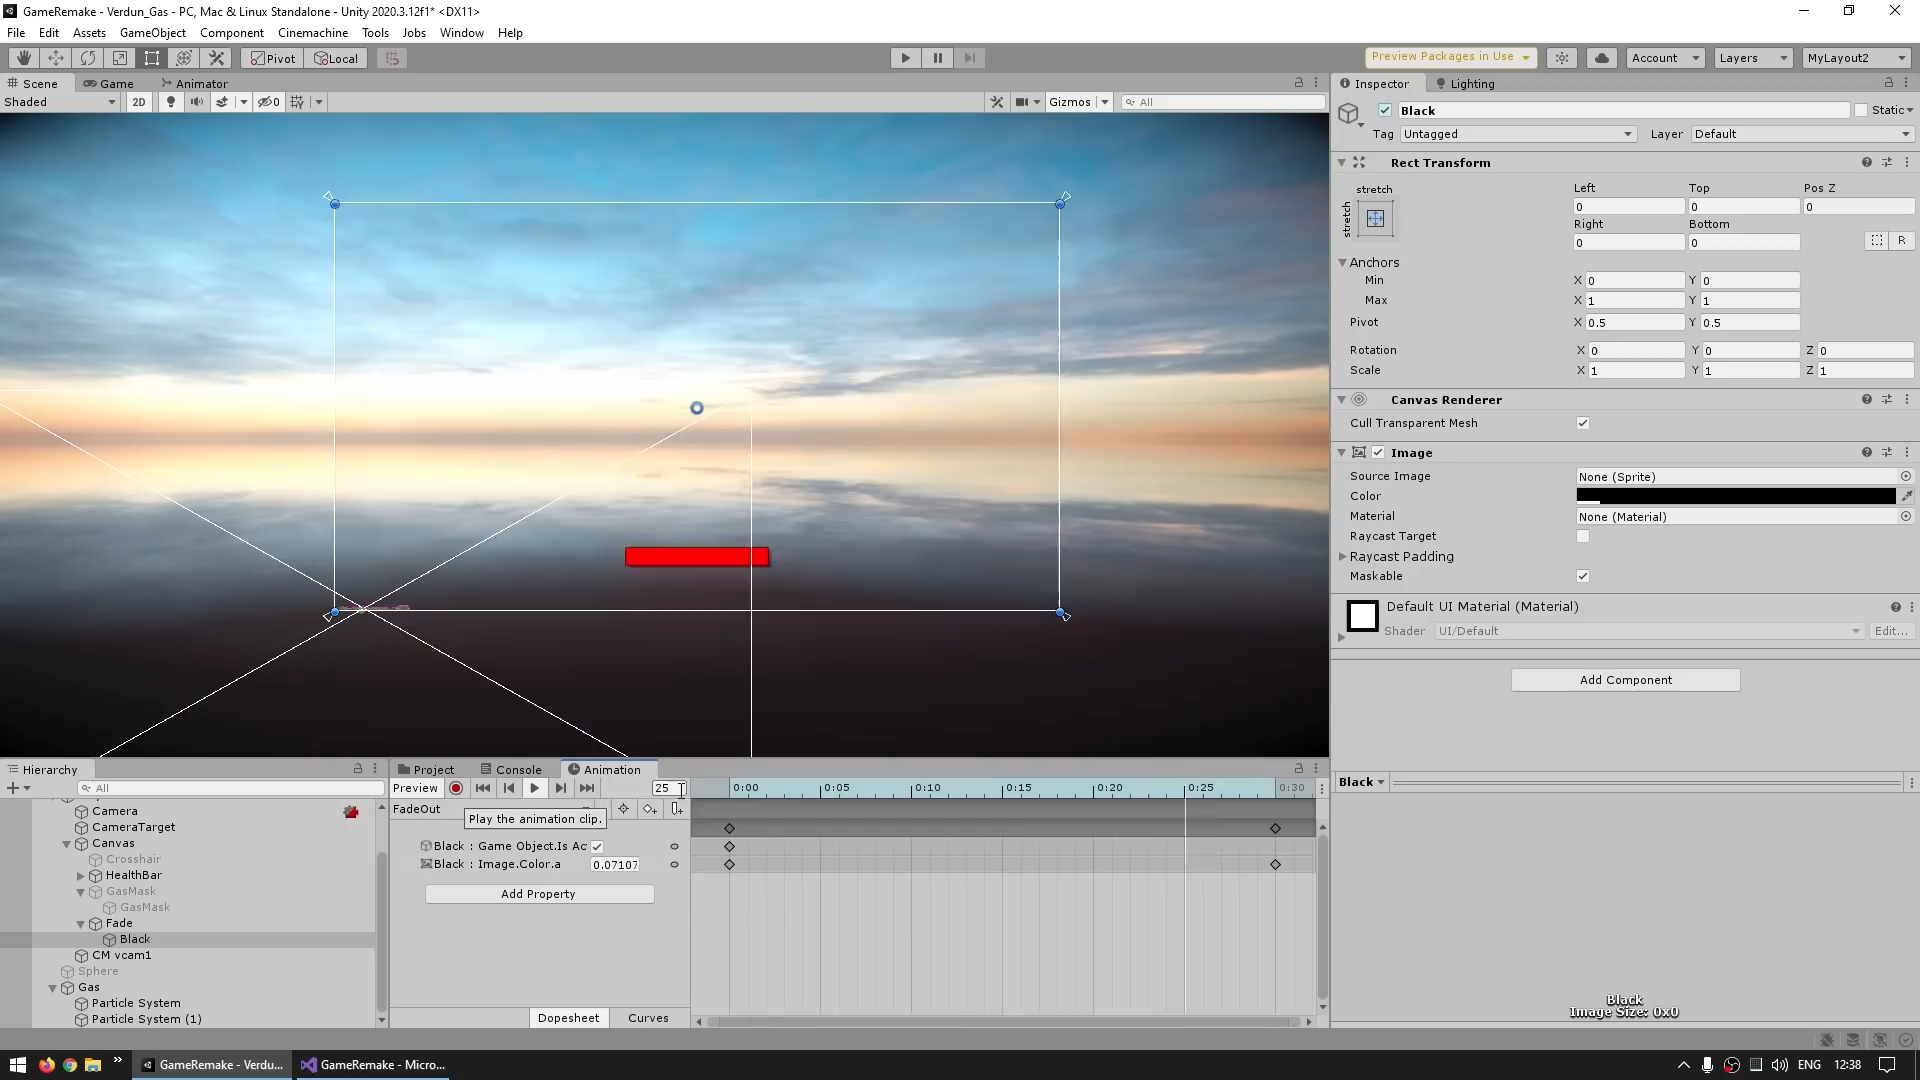 GameRemake - Verdun_Gas - PC, Mac & Linux Standalone - Unity 2020.3.12f1* <DX11>
File Edit Assets GameObject Component Cinemachine Tools Jobs Window Help
Pivot Local Preview Packages in Use Account Layers MyLayout2
Scene Game Animator
Shaded 2D 0 Gizmos All
Inspector Lighting
Black Static
Tag Untagged Layer Default
Rect Transform
stretch Left Top Pos Z
stretch 0 0 0
Right Bottom
0 0 R
Anchors
Min X 0 Y 0
Max X 1 Y 1
Pivot X 0.5 Y 0.5
Rotation X 0 Y 0 Z 0
Scale X 1 Y 1 Z 1
Canvas Renderer
Cull Transparent Mesh
Image
Source Image None (Sprite)
Color
Material None (Material)
Raycast Target
Raycast Padding
Maskable
Default UI Material (Material)
Shader UI/Default Edit...
Add Component
Black
Black
Image Size: 0x0
Hierarchy
All
Camera
CameraTarget
Canvas
Crosshair
HealthBar
GasMask
GasMask
Fade
Black
CM vcam1
Sphere
Gas
Particle System
Particle System (1)
Project Console Animation
Preview 25 0:00 0:05 0:10 0:15 0:20 0:25 0:30
FadeOut
Play the animation clip.
Black : Game Object.Is Ac
Black : Image.Color.a 0.07107
Add Property
Dopesheet Curves
GameRemake - Verdu... GameRemake - Micro... ENG 12:38